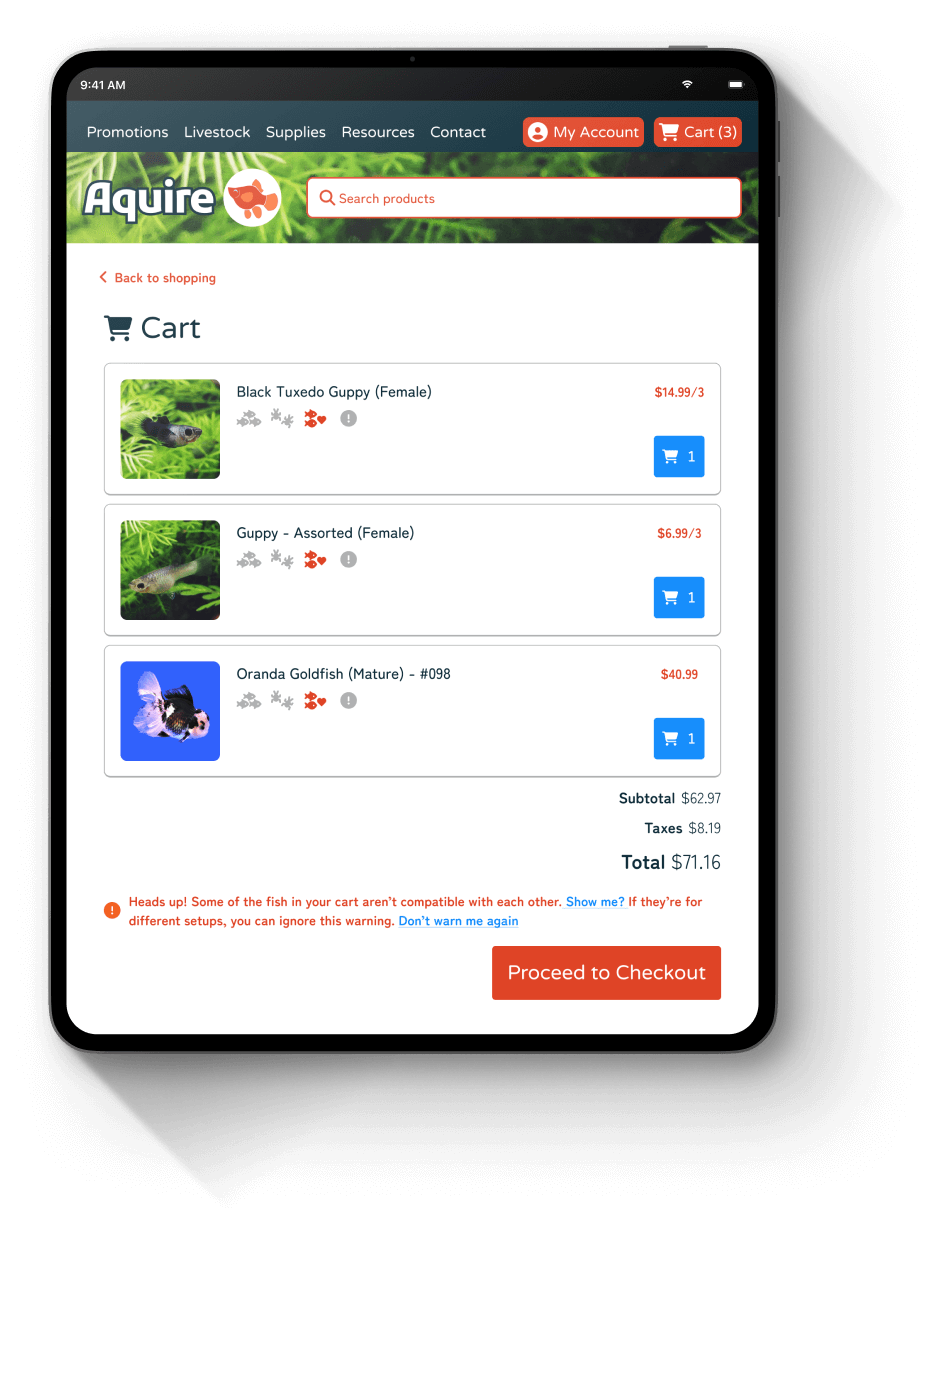 9:41 AM
Promotions Livestock Supplies Resources Contact My Account Cart (3)
Aquire Search products
Back to shopping
Cart
Black Tuxedo Guppy (Female) $14.99/3
1
Guppy - Assorted (Female) $6.99/3
1
Oranda Goldfish (Mature) - #098 $40.99
1
Subtotal $62.97
Taxes $8.19
Total $71.16
Heads up! Some of the fish in your cart aren’t compatible with each other. Show me? If they’re for
different setups, you can ignore this warning. Don’t warn me again
Proceed to Checkout